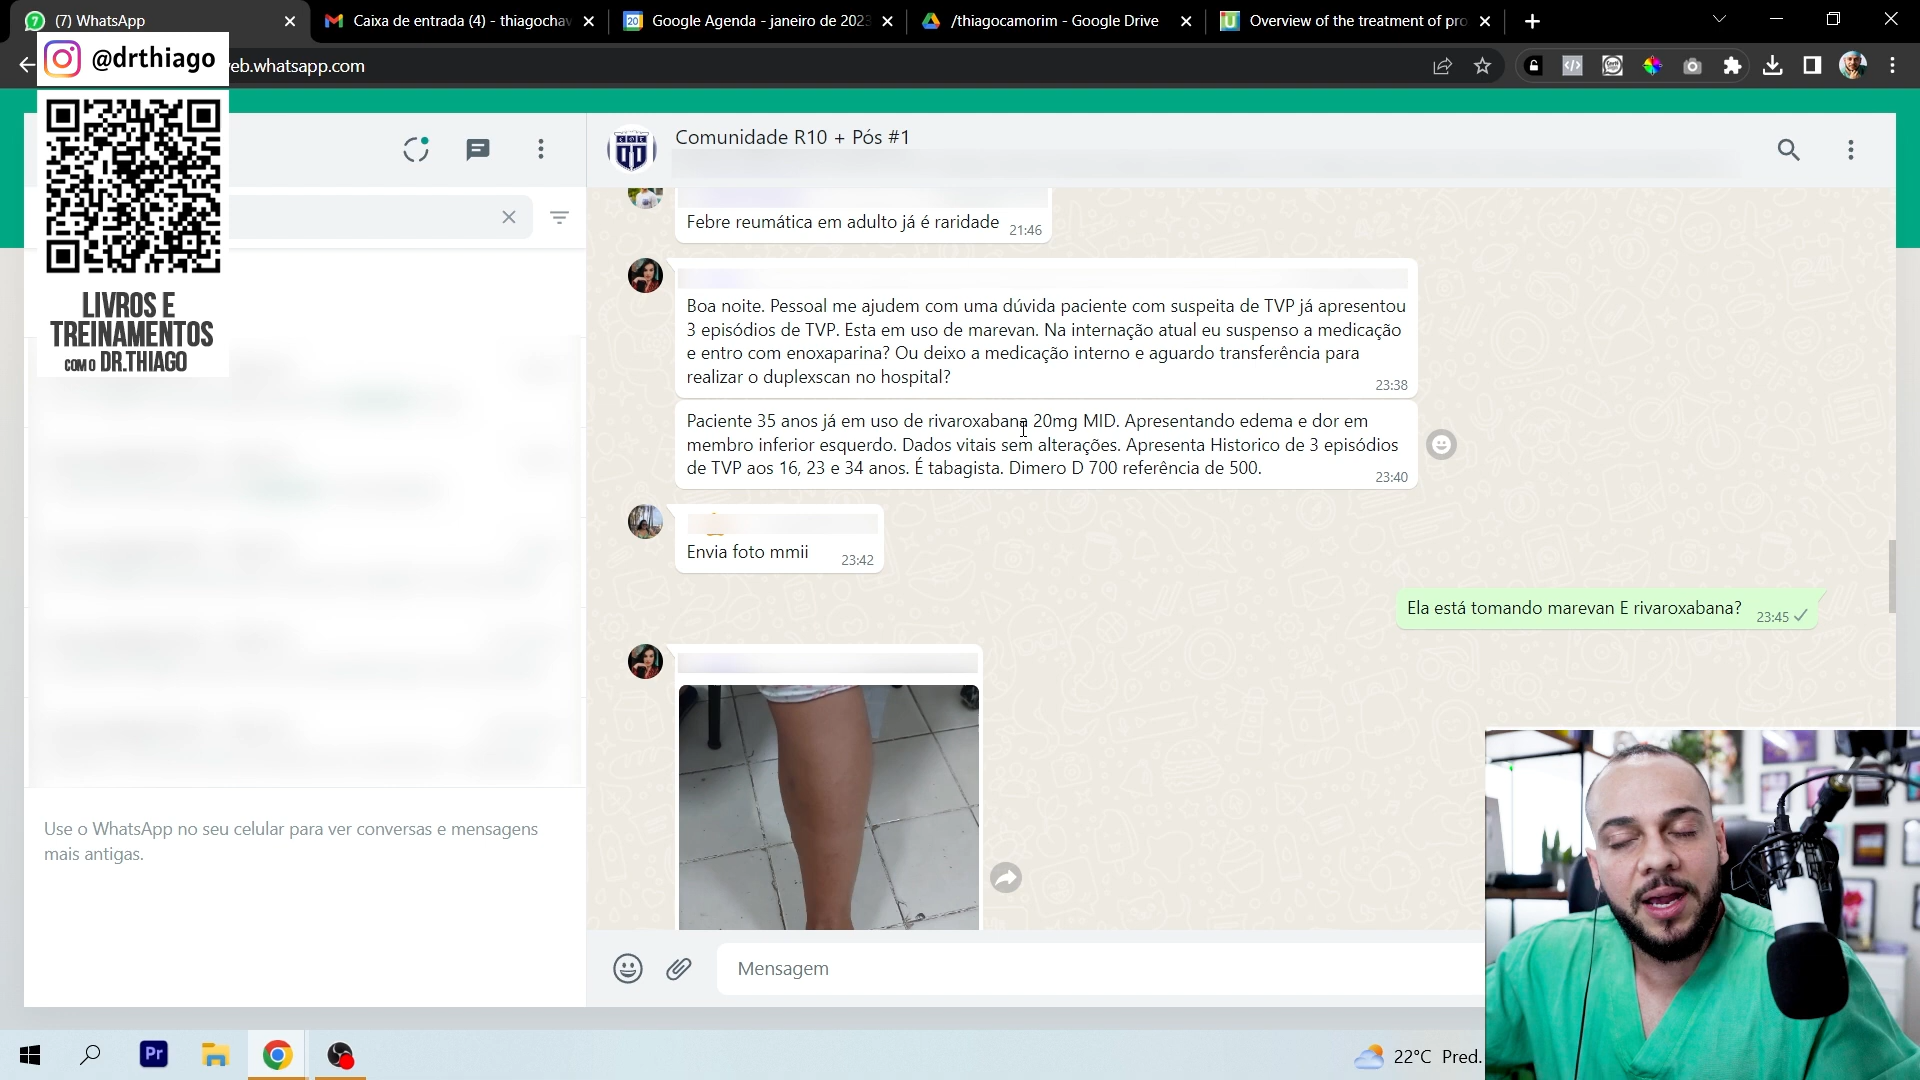 (7) WhatsApp
Caixa de entrada (4) - thiagochav
Google Agenda - janeiro de 2023
/thiagocamorim - Google Drive
Overview of the treatment of pro
@drthiago
eb.whatsapp.com
LIVROS E
TREINAMENTOS
COM O DR.THIAGO
Comunidade R10 + Pós #1
Febre reumática em adulto já é raridade 21:46
Boa noite. Pessoal me ajudem com uma dúvida paciente com suspeita de TVP já apresentou
3 episódios de TVP. Esta em uso de marevan. Na internação atual eu suspenso a medicação
e entro com enoxaparina? Ou deixo a medicação interno e aguardo transferência para
realizar o duplexscan no hospital?
23:38
Paciente 35 anos já em uso de rivaroxabana 20mg MID. Apresentando edema e dor em
membro inferior esquerdo. Dados vitais sem alterações. Apresenta Historico de 3 episódios
de TVP aos 16, 23 e 34 anos. É tabagista. Dimero D 700 referência de 500.
23:40
Envia foto mmii 23:42
Ela está tomando marevan E rivaroxabana? 23:45
Use o WhatsApp no seu celular para ver conversas e mensagens
mais antigas.
Mensagem
Pr
22°C Pred.